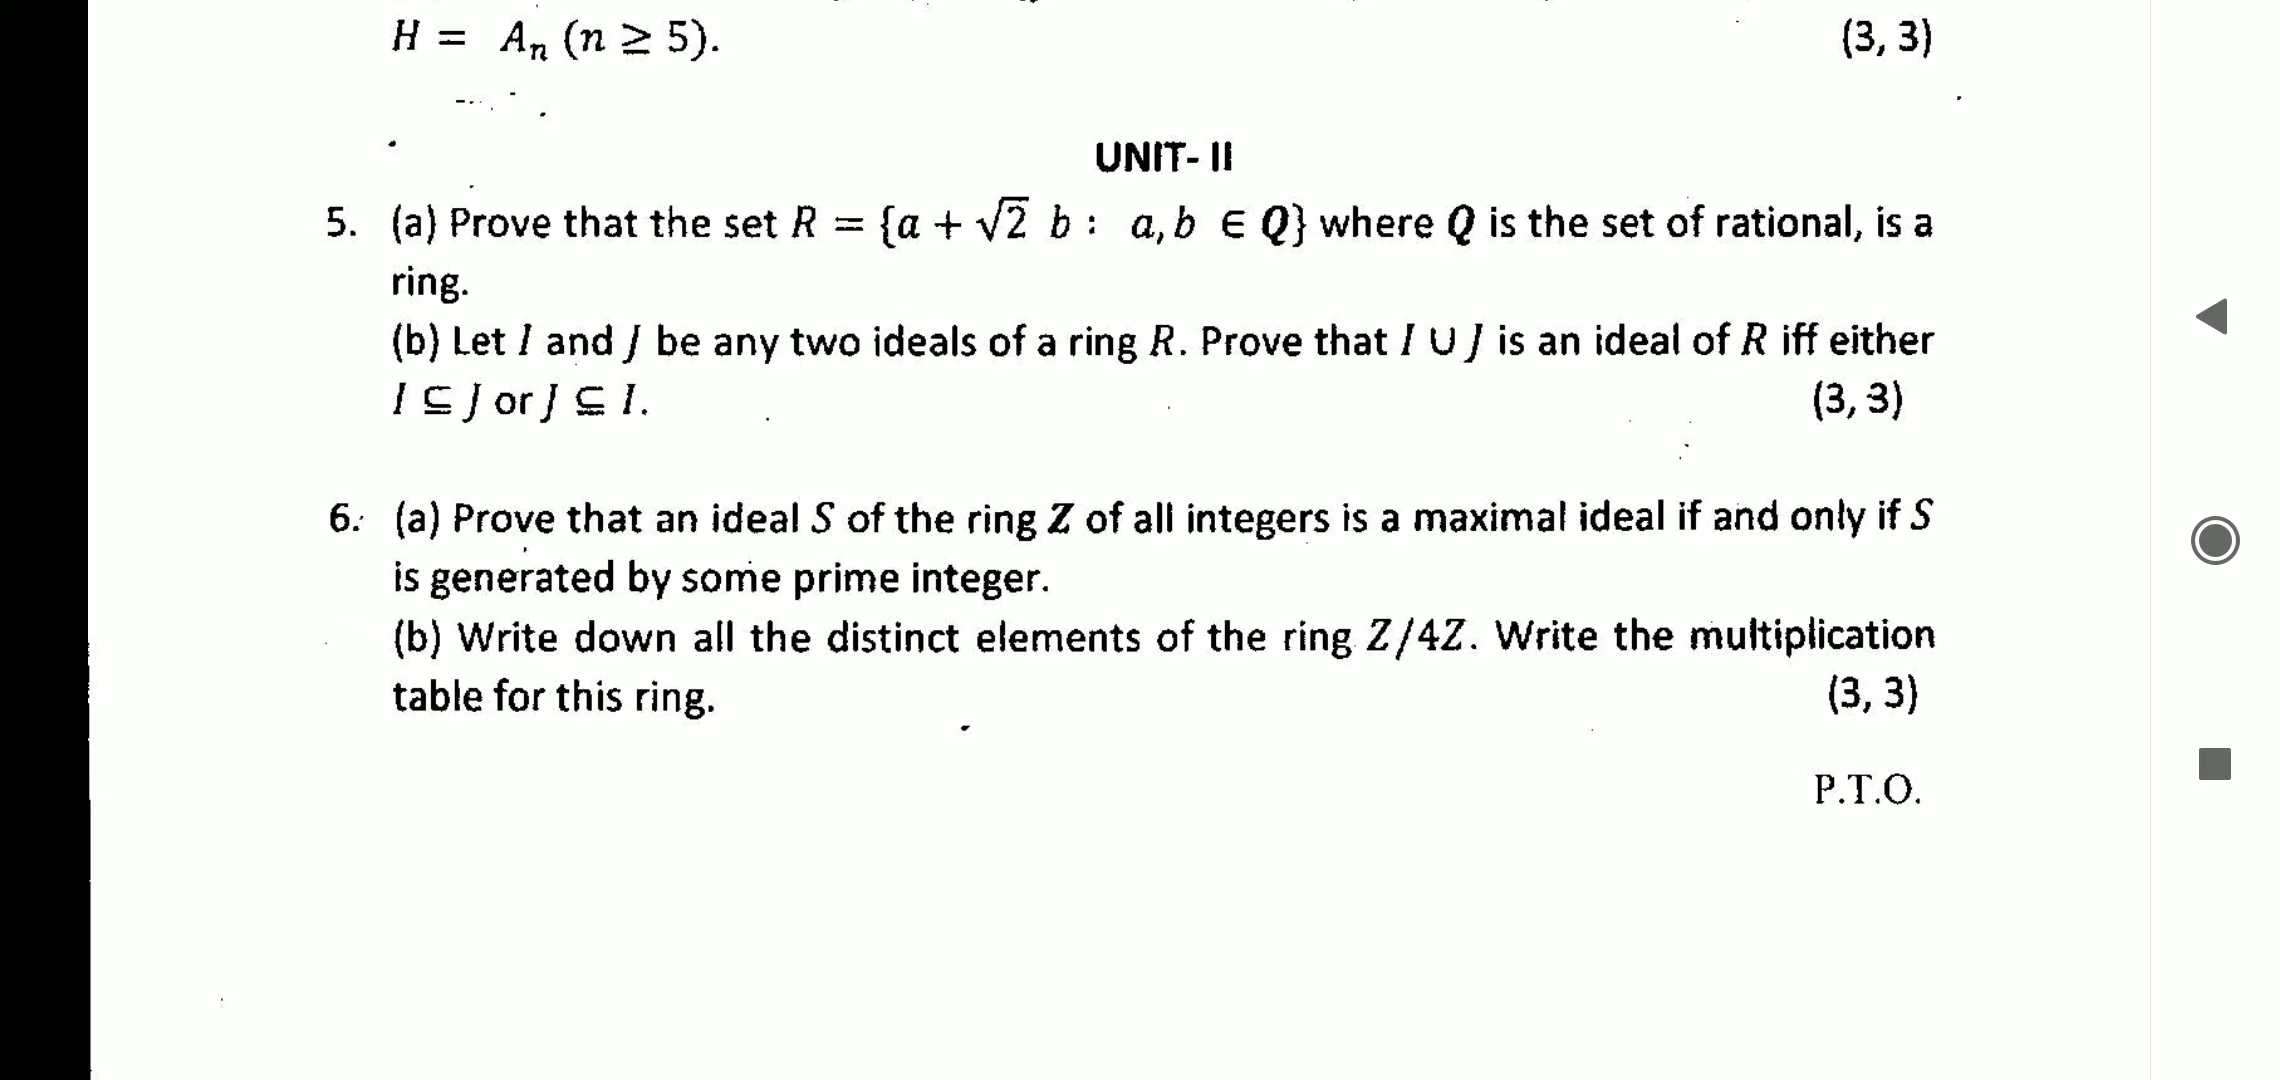 H = Aₙ (n ≥ 5). (3, 3)
UNIT- II
5. (a) Prove that the set R = {a + √2 b : a, b ∈ Q} where Q is the set of rational, is a
ring.
(b) Let I and J be any two ideals of a ring R. Prove that I ∪ J is an ideal of R iff either
I ⊆ J or J ⊆ I. (3, 3)
6. (a) Prove that an ideal S of the ring Z of all integers is a maximal ideal if and only if S
is generated by some prime integer.
(b) Write down all the distinct elements of the ring Z/4Z. Write the multiplication
table for this ring. (3, 3)
P.T.O.